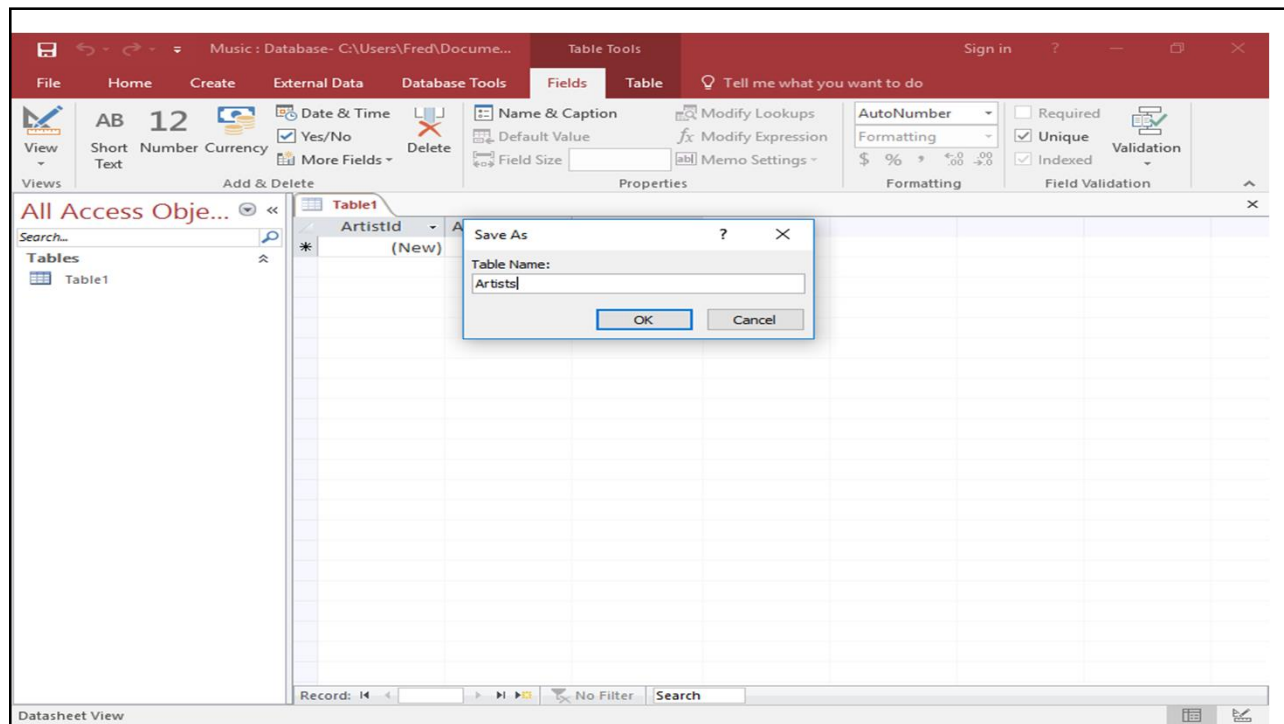 Music : Database- C:\Users\Fred\Docume...
Table Tools
Sign in ?
File Home Create External Data Database Tools Fields Table Tell me what you want to do
View
Views
AB
Short Text
12
Number
Currency
Date & Time
Yes/No
More Fields
Delete
Add & Delete
Name & Caption
Default Value
Field Size
Modify Lookups
fx Modify Expression
ab Memo Settings
Properties
AutoNumber
Formatting
$ % , .00 .00
Formatting
Required
Unique
Indexed
Validation
Field Validation
All Access Obje... «
Search...
Tables
Table1
Table1
ArtistId A
* (New)
Save As ?
Table Name:
Artists
OK Cancel
Record: No Filter Search
Datasheet View